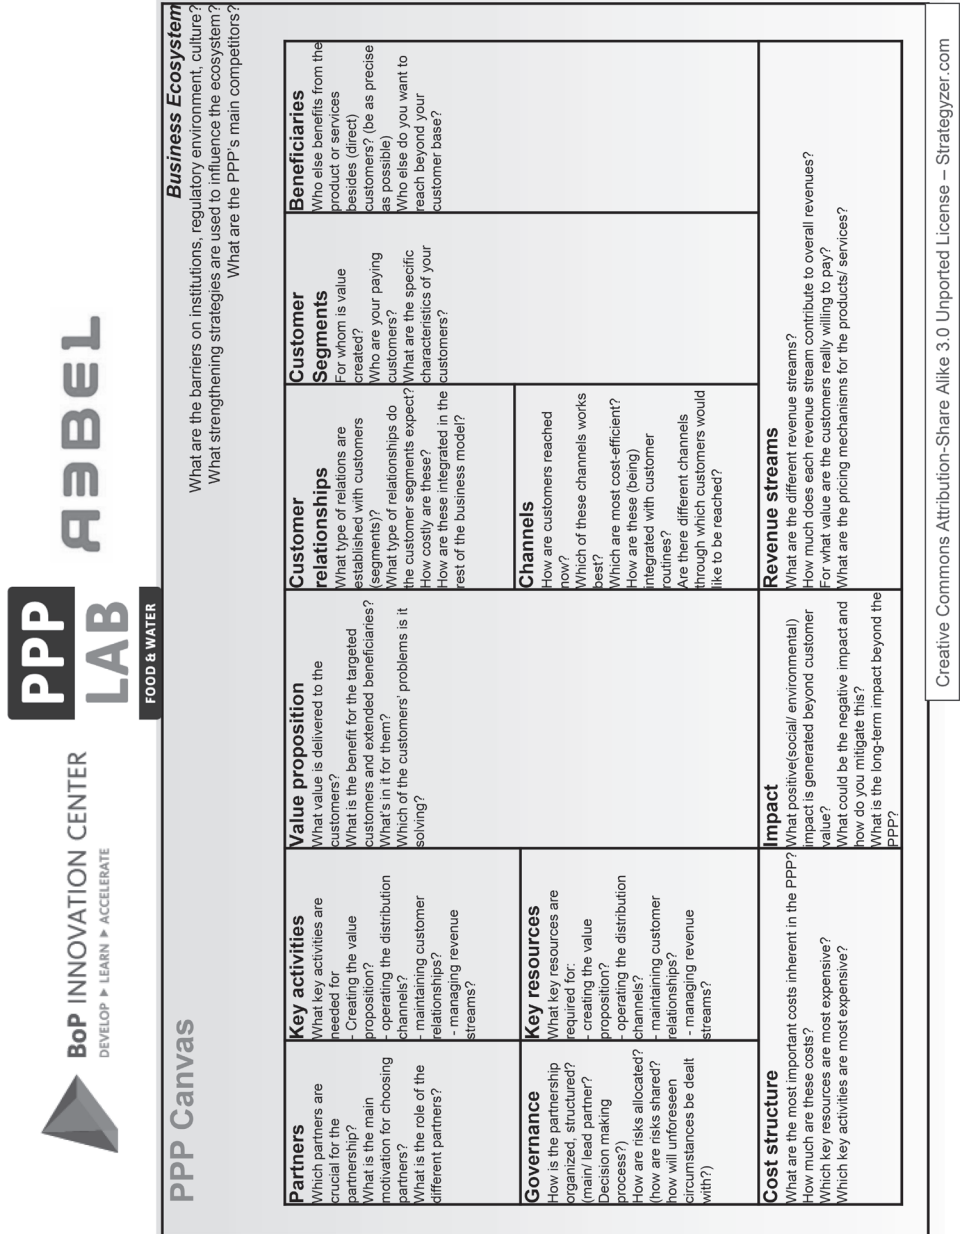 BoP INNOVATION CENTER
DEVELOP ▶ LEARN ▶ ACCELERATE
PPP
LAB
FOOD & WATER
AƎBEL
PPP Canvas
Business Ecosystem
What are the barriers on institutions, regulatory environment, culture?
What strengthening strategies are used to influence the ecosystem?
What are the PPP's main competitors?
Partners
Which partners are
crucial for the
partnership?
What is the main
motivation for choosing
partners?
What is the role of the
different partners?
Governance
How is the partnership
organized, structured?
(main/ lead partner?
Decision making
process?)
How are risks allocated?
(how are risks shared?
how will unforeseen
circumstances be dealt
with?)
Key activities
What key activities are
needed for
- Creating the value
proposition?
- operating the distribution
channels?
- maintaining customer
relationships?
- managing revenue
streams?
Key resources
What key resources are
required for:
- creating the value
proposition?
- operating the distribution
channels?
- maintaining customer
relationships?
- managing revenue
streams?
Value proposition
What value is delivered to the
customers?
What is the benefit for the targeted
customers and extended beneficiaries?
What's in it for them?
Which of the customers' problems is it
solving?
Customer
relationships
What type of relations are
established with customers
(segments)?
What type of relationships do
the customer segments expect?
How costly are these?
How are these integrated in the
rest of the business model?
Channels
How are customers reached
now?
Which of these channels works
best?
Which are most cost-efficient?
How are these (being)
integrated with customer
routines?
Are there different channels
through which customers would
like to be reached?
Customer
Segments
For whom is value
created?
Who are your paying
customers?
What are the specific
characteristics of your
customers?
Beneficiaries
Who else benefits from the
product or services
besides (direct)
customers? (be as precise
as possible)
Who else do you want to
reach beyond your
customer base?
Cost structure
What are the most important costs inherent in the PPP?
How much are these costs?
Which key resources are most expensive?
Which key activities are most expensive?
Impact
What positive(social/ environmental)
impact is generated beyond customer
value?
What could be the negative impact and
how do you mitigate this?
What is the long-term impact beyond the
PPP?
Revenue streams
What are the different revenue streams?
How much does each revenue stream contribute to overall revenues?
For what value are the customers really willing to pay?
What are the pricing mechanisms for the products/ services?
Creative Commons Attribution-Share Alike 3.0 Unported License – Strategyzer.com